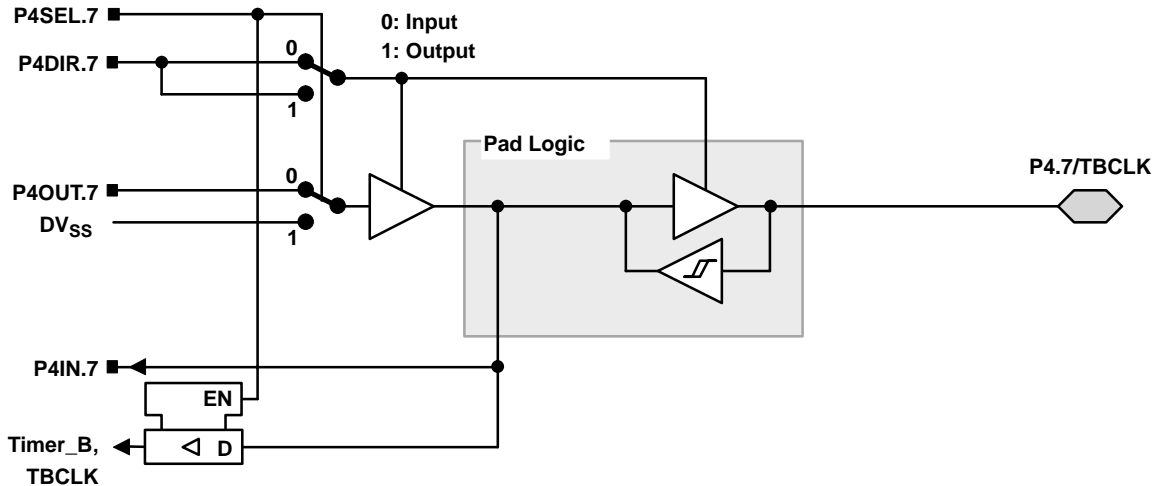 P4SEL.7
0: Input
1: Output
P4DIR.7
0
1
Pad Logic
P4.7/TBCLK
P4OUT.7
0
DVSS
1
P4IN.7
EN
Timer_B,
TBCLK
D